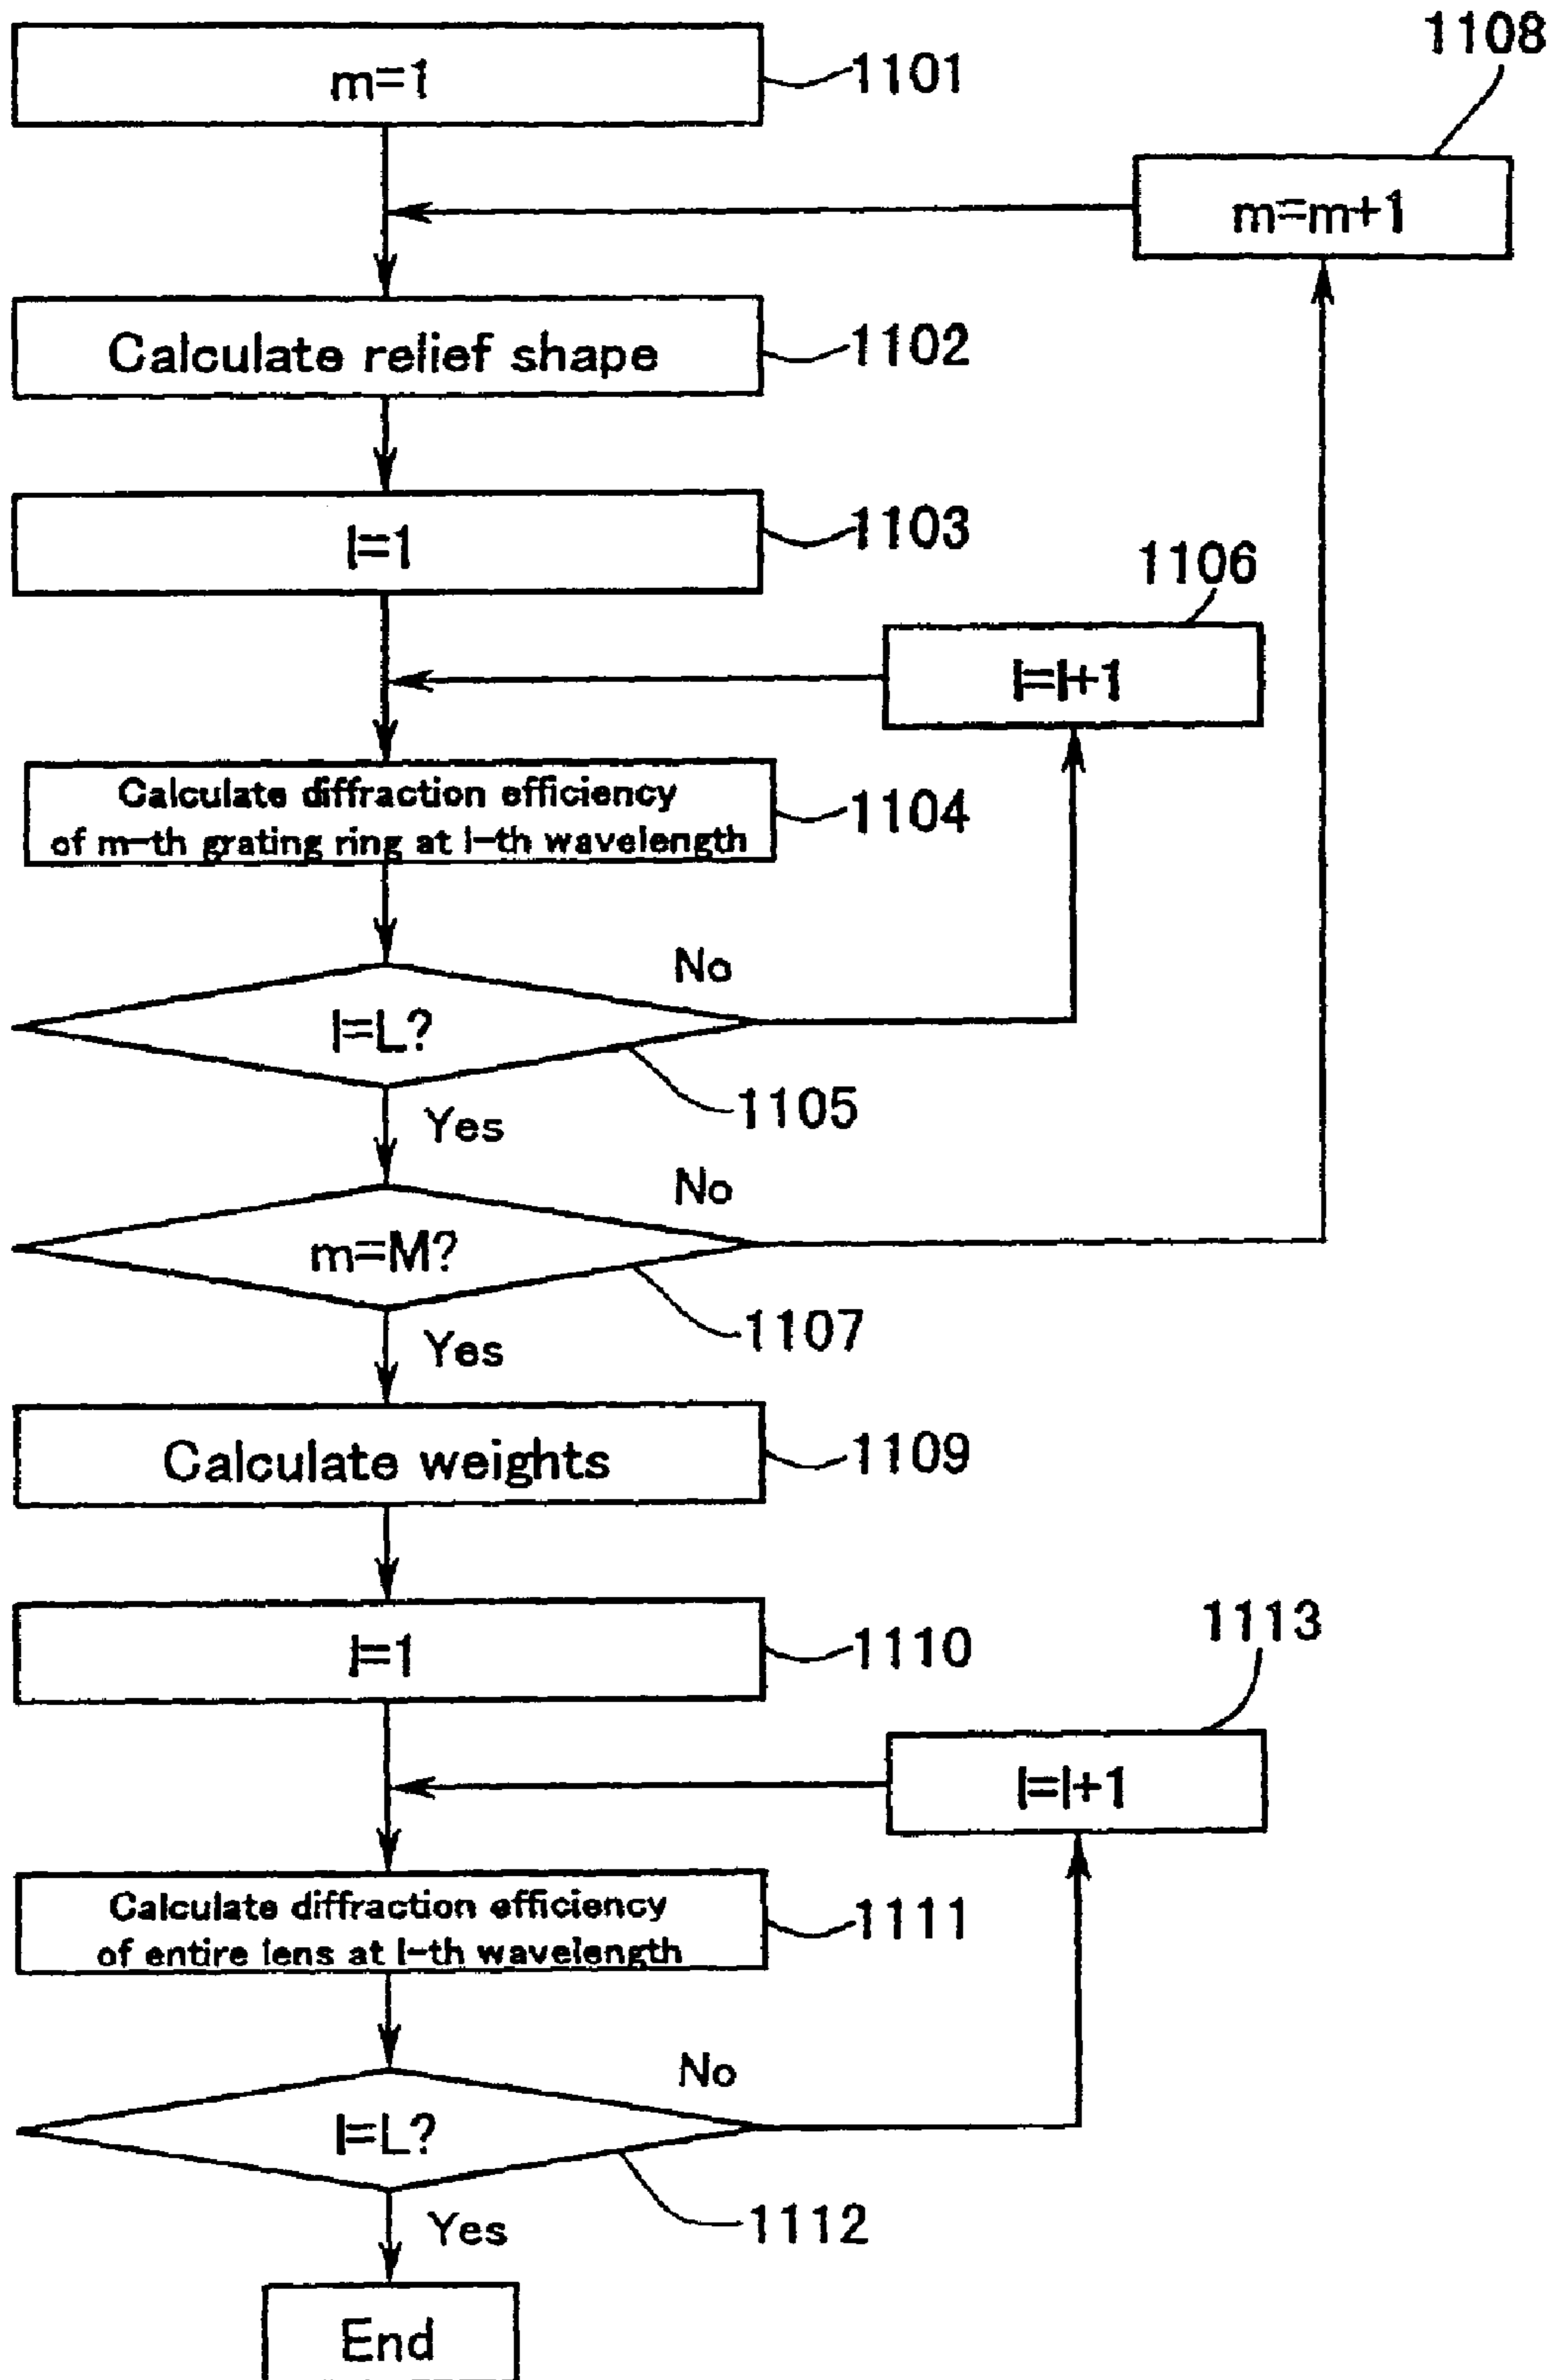 1108
m=1
1101
m=m+1
Calculate relief shape
1102
l=1
1103
1106
l=l+1
Calculate diffraction efficiency
of m-th grating ring at l-th wavelength
1104
No
l=L?
1105
Yes
No
m=M?
1107
Yes
Calculate weights
1109
l=1
1110
1113
l=l+1
Calculate diffraction efficiency
of entire lens at l-th wavelength
1111
No
l=L?
1112
Yes
End